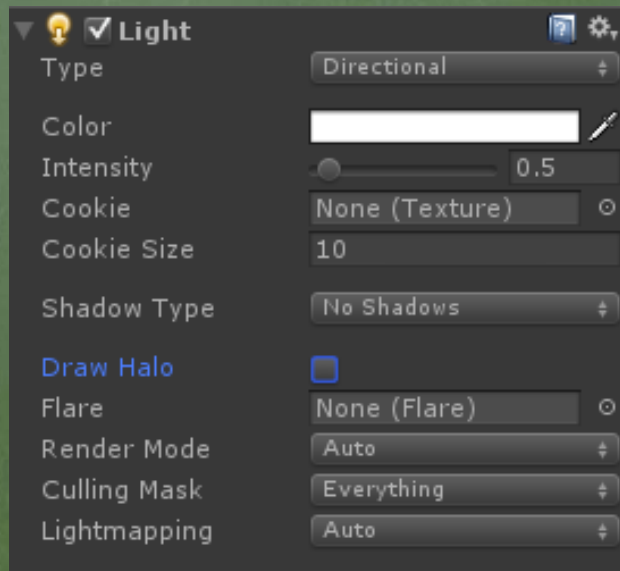 Light
Type Directional
Color
Intensity 0.5
Cookie None (Texture)
Cookie Size 10
Shadow Type No Shadows
Draw Halo
Flare None (Flare)
Render Mode Auto
Culling Mask Everything
Lightmapping Auto